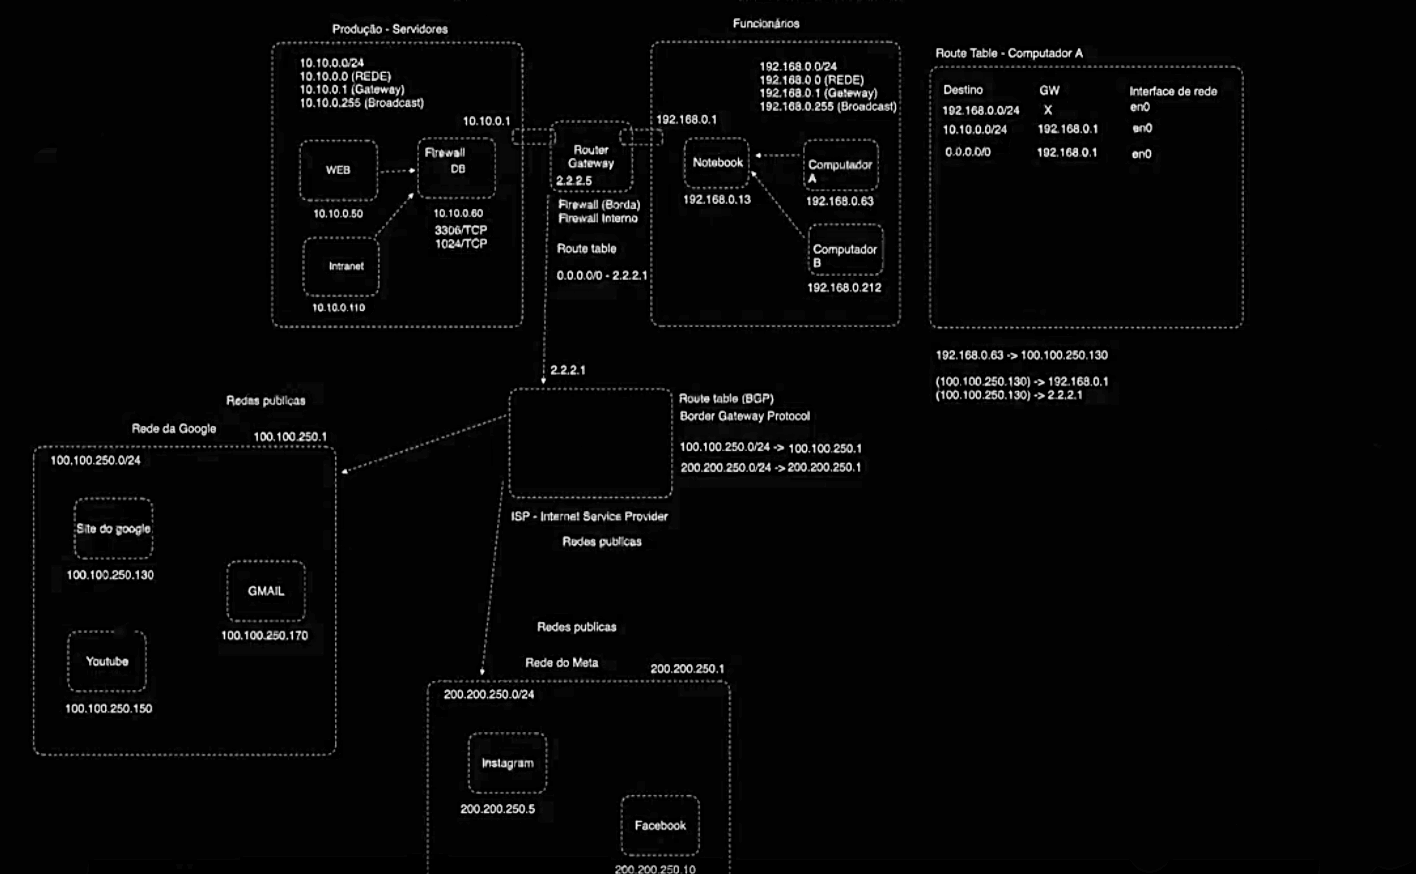 Produção - Servidores
10.10.0.0/24
10.10.0.0 (REDE)
10.10.0.1 (Gateway)
10.10.0.255 (Broadcast)
10.10.0.1
WEB
10.10.0.50
Firewall
DB
10.10.0.60
3306/TCP
1024/TCP
Intranet
10.10.0.110
Router
Gateway
2.2.2.5
Firewall (Borda)
Firewall Interno
Route table
0.0.0.0/0 - 2.2.2.1
Funcionários
192.168.0.0/24
192.168.0 0 (REDE)
192.168.0.1 (Gateway)
192.168.0.255 (Broadcast)
192.168.0.1
Notebook
192.168.0.13
Computador
A
192.168.0.63
Computador
B
192.168.0.212
Route Table - Computador A
Destino GW Interface de rede
192.168.0.0/24 X en0
10.10.0.0/24 192.168.0.1 en0
0.0.0.0/0 192.168.0.1 en0
192.168.0.63 -> 100.100.250.130
(100.100.250.130) -> 192.168.0.1
(100.100.250.130) -> 2.2.2.1
2.2.2.1
Route table (BGP)
Border Gateway Protocol
100.100.250.0/24 -> 100.100.250.1
200.200.250.0/24 -> 200.200.250.1
ISP - Internet Service Provider
Redes publicas
Redes publicas
Rede da Google
100.100.250.1
100.100.250.0/24
Site do google
100.100.250.130
GMAIL
100.100.250.170
Youtube
100.100.250.150
Redes publicas
Rede do Meta
200.200.250.1
200.200.250.0/24
Instagram
200.200.250.5
Facebook
200.200.250.10